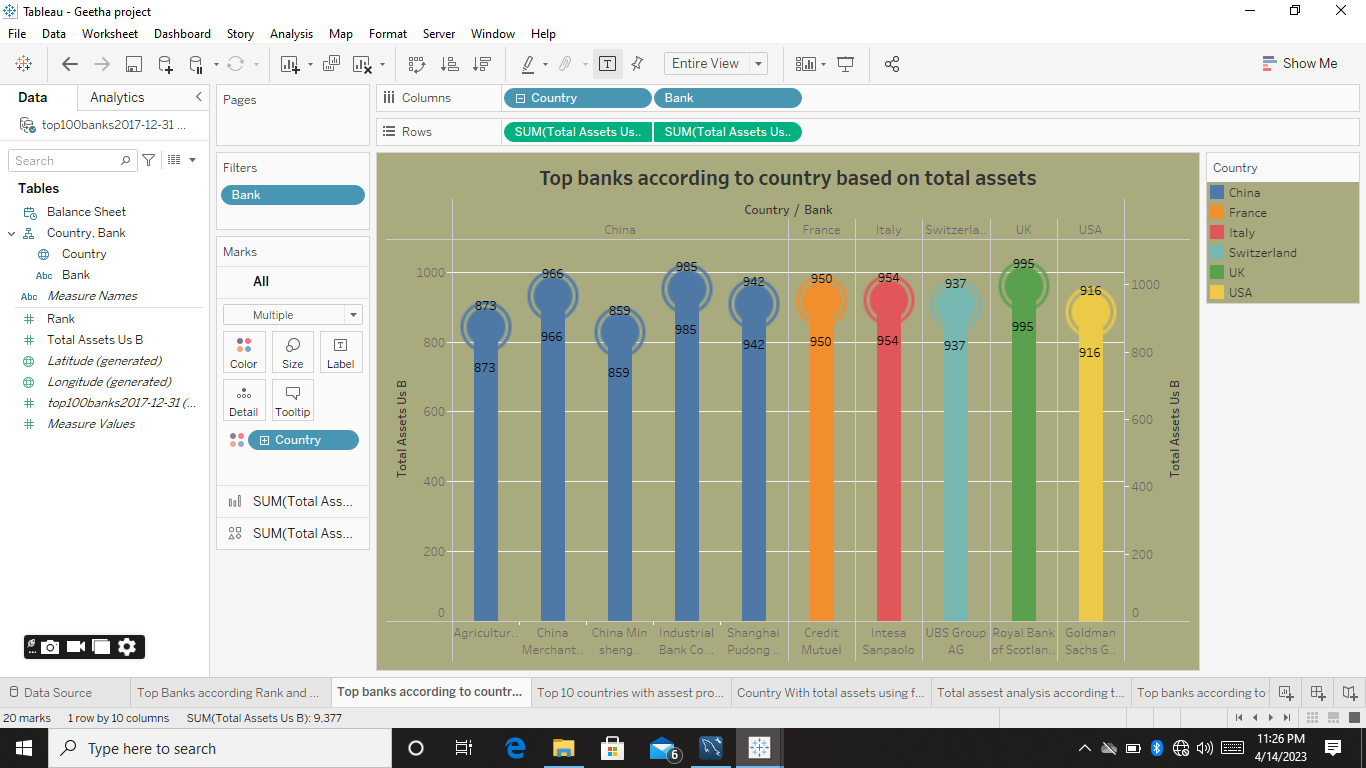 Tableau - Geetha project
File Data Worksheet Dashboard Story Analysis Map Format Server Window Help
Entire View
Show Me
Data Analytics
top100banks2017-12-31 ...
Search
Tables
Balance Sheet
Country, Bank
Country
Abc Bank
Abc Measure Names
Rank
Total Assets Us B
Latitude (generated)
Longitude (generated)
top100banks2017-12-31 (...
Measure Values
Pages
Filters
Bank
Marks
All
Multiple
Color Size Label
Detail Tooltip
Country
SUM(Total Ass...
SUM(Total Ass...
Columns Country Bank
Rows SUM(Total Assets Us.. SUM(Total Assets Us..
Top banks according to country based on total assets
Country / Bank
China France Italy Switzerla.. UK USA
Total Assets Us B
1000
800
600
400
200
0
873 966 859 985 942 950 954 937 995 916
873 966 859 985 942 950 954 937 995 916
1000
800
600
400
200
0
Total Assets Us B
Agricultur.. China Min China Industrial Shanghai Credit Intesa UBS Group Royal Bank Goldman
Merchant.. sheng.. Bank Co.. Pudong .. Mutuel Sanpaolo AG of Scotlan.. Sachs G..
Country
China
France
Italy
Switzerland
UK
USA
Data Source Top Banks according Rank and ... Top banks according to countr... Top 10 countries with assest pro... Country With total assets using f... Total assest analysis according t... Top banks according to
20 marks 1 row by 10 columns SUM(Total Assets Us B): 9,377
Type here to search
6
11:26 PM
4/14/2023